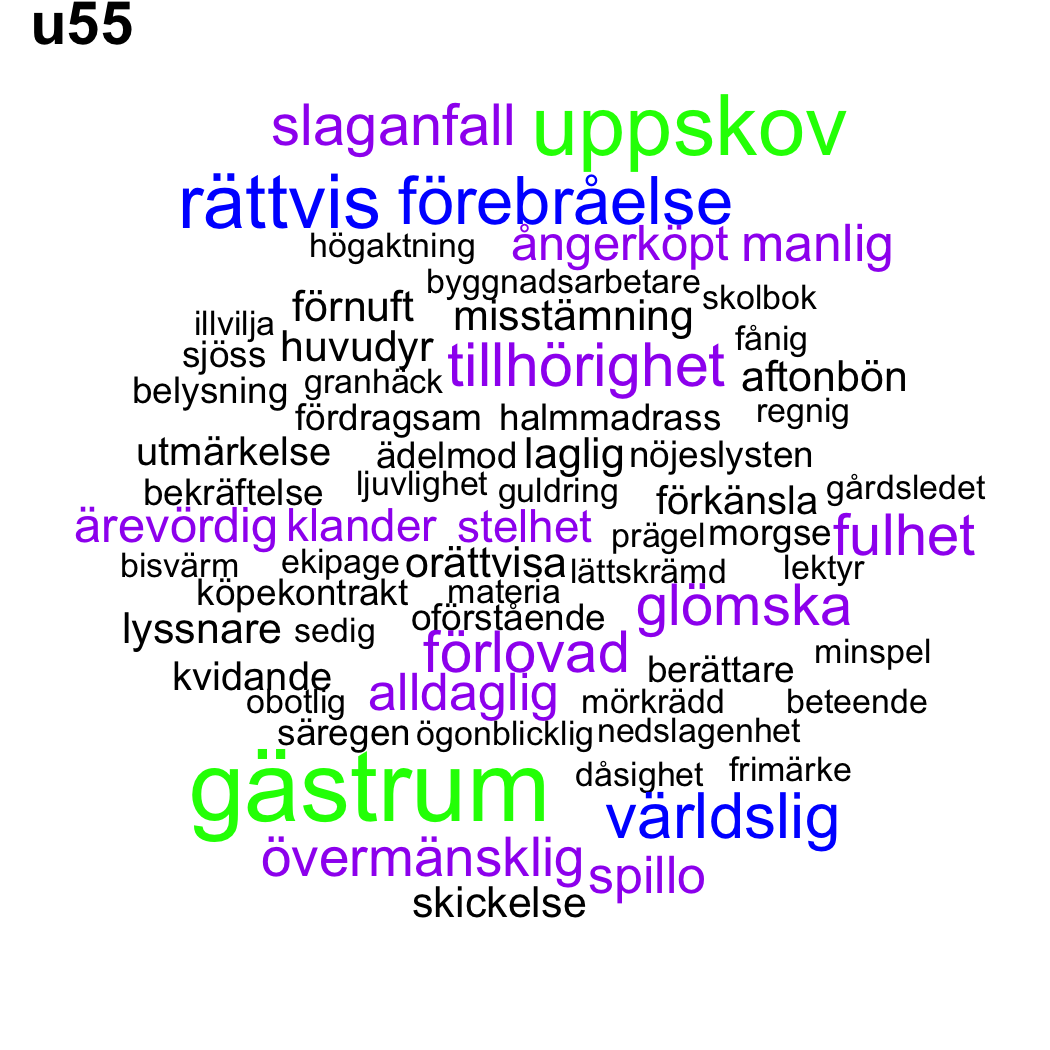 u55
slaganfall uppskov
rättvis förebråelse
högaktning ångerköpt manlig
byggnadsarbetare skolbok
illvilja förnuft misstämning fånig
sjöss huvudyr tillhörighet aftonbön
belysning granhäck
fördragsam halmmadrass regnig
utmärkelse ädelmod laglig nöjeslysten
bekräftelse ljuvlighet guldring förkänsla gårdsledet
ärevördig klander stelhet prägel morgse fulhet
bisvärm ekipage orättvisa lättskrämd lektyr
köpekontrakt materia glömska
lyssnare sedig oförstående
förlovad berättare minspel
kvidande
obotlig alldaglig mörkrädd beteende
säregen ögonblicklig nedslagenhet
gästrum dåsighet frimärke
världslig
övermänsklig spillo
skickelse